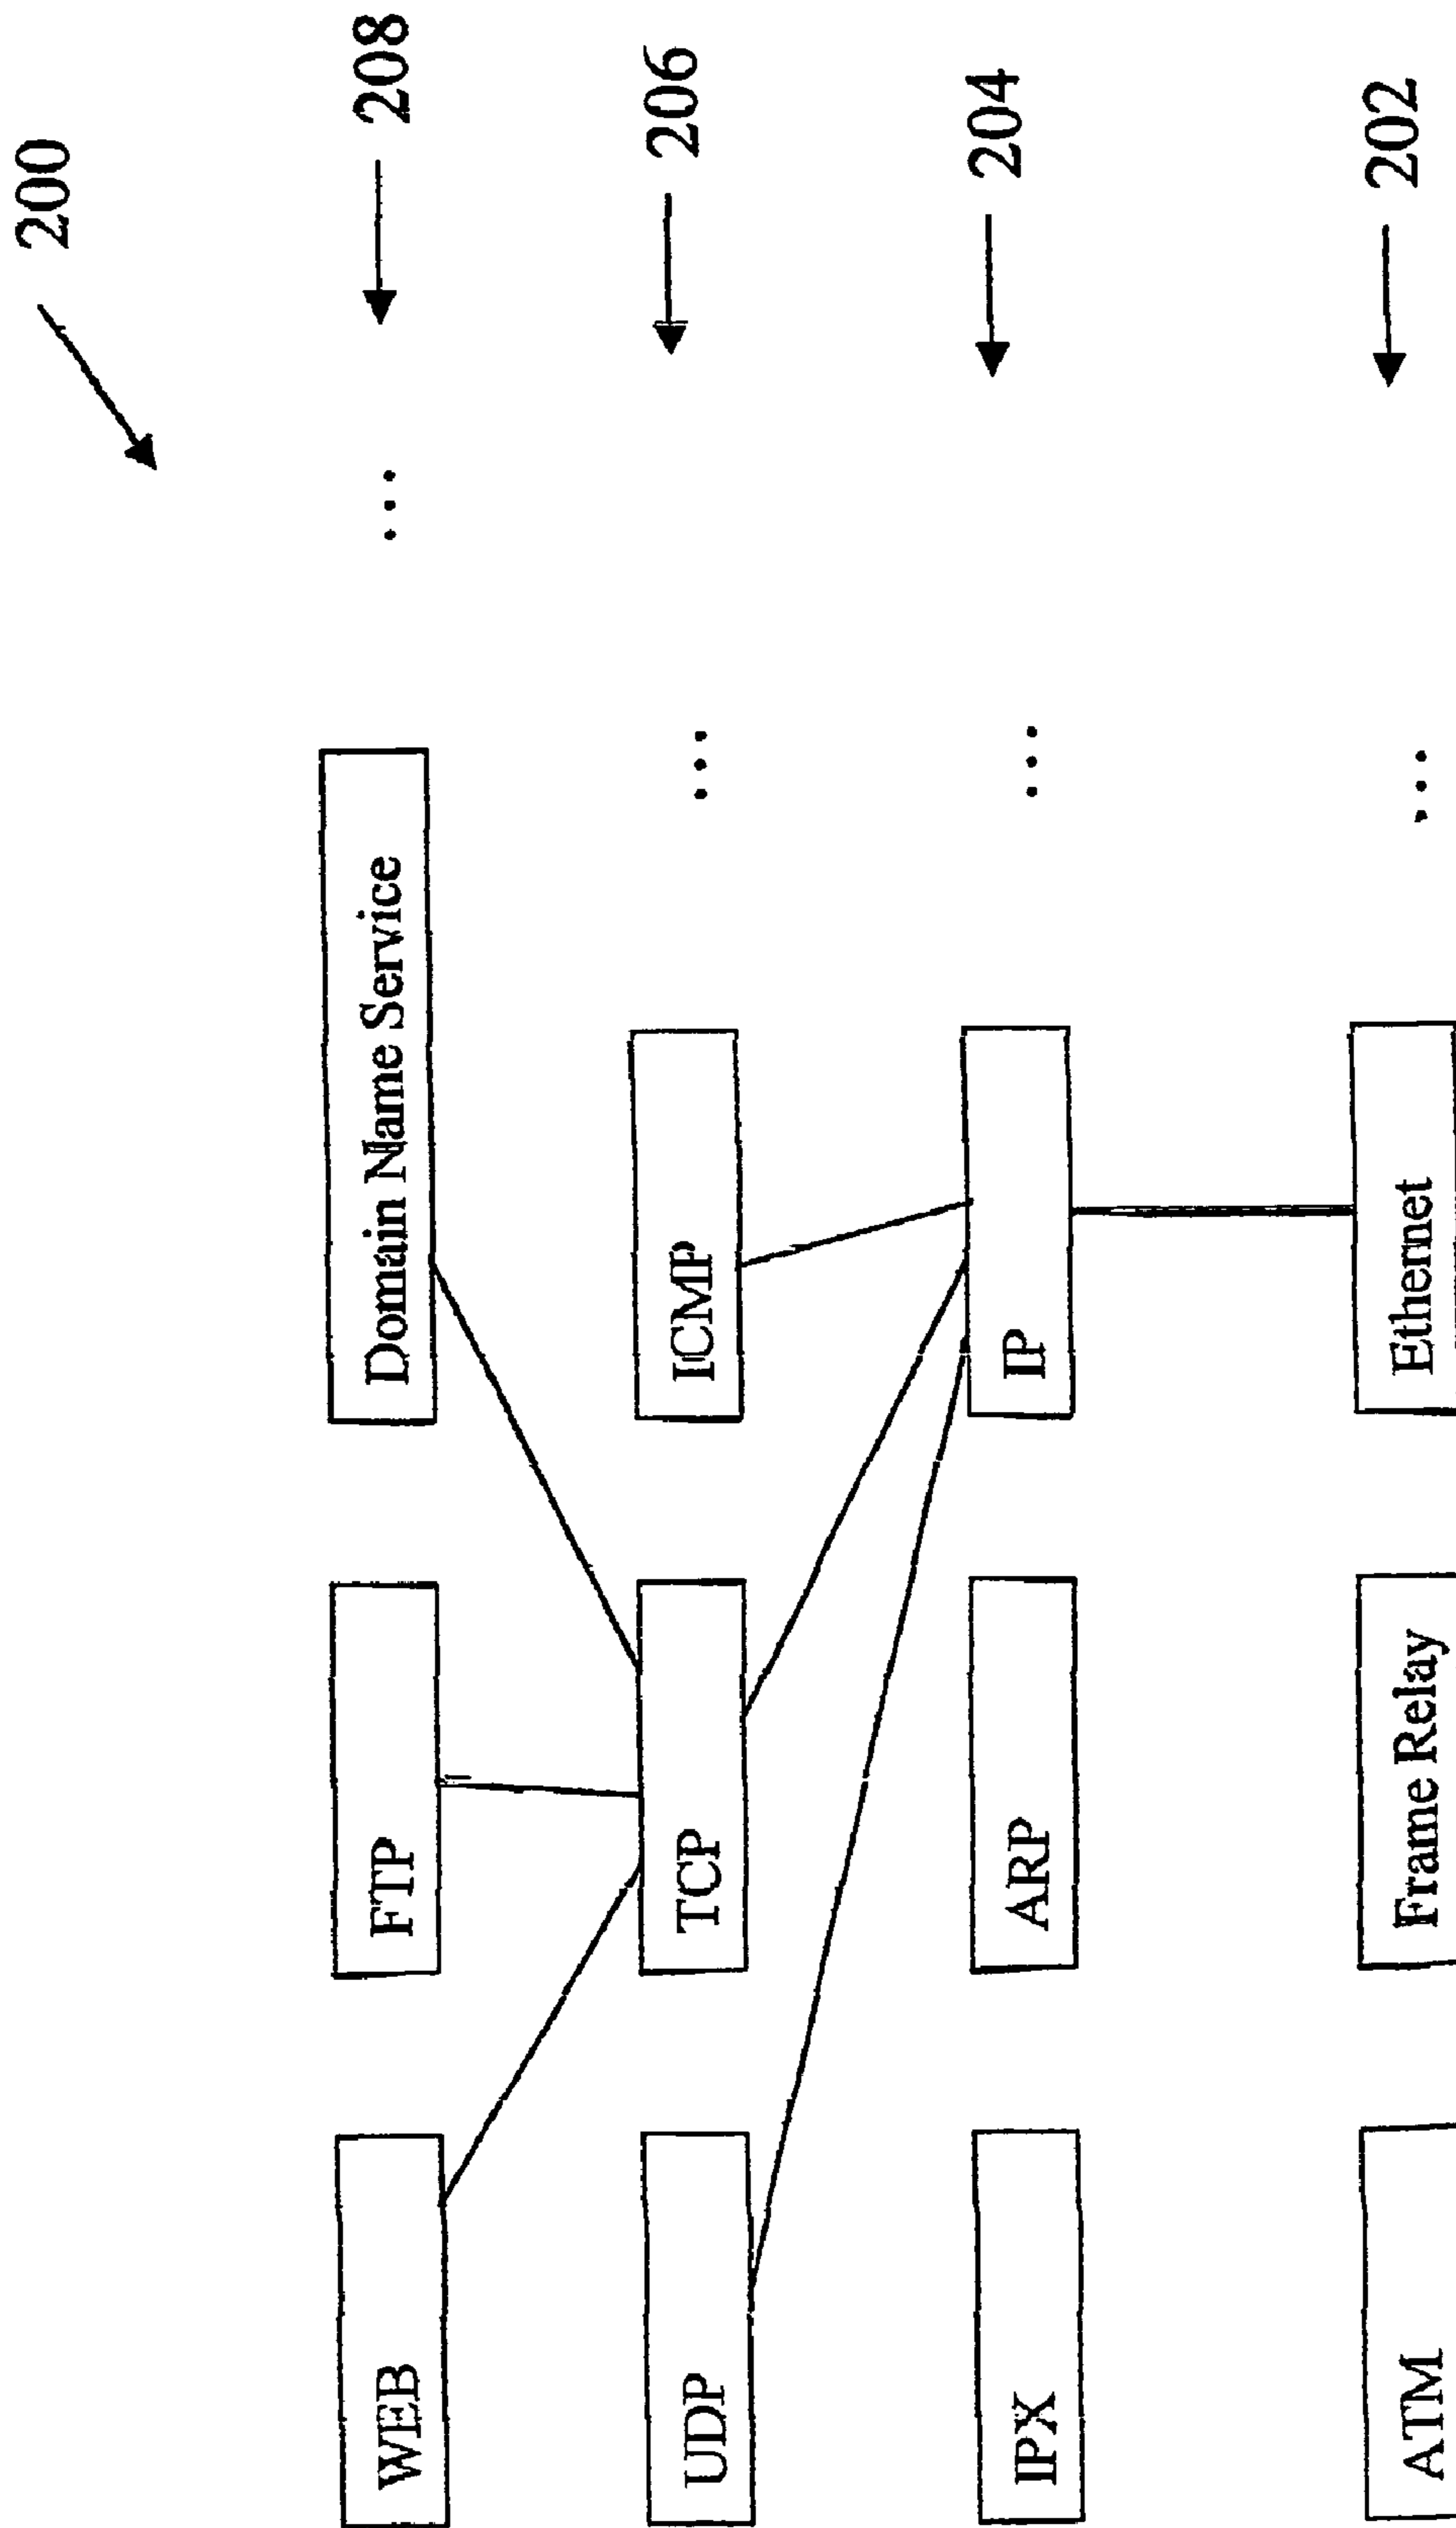 200
WEB FTP Domain Name Service ... 208
UDP TCP ICMP ... 206
IPX ARP IP ... 204
ATM Frame Relay Ethernet ... 202